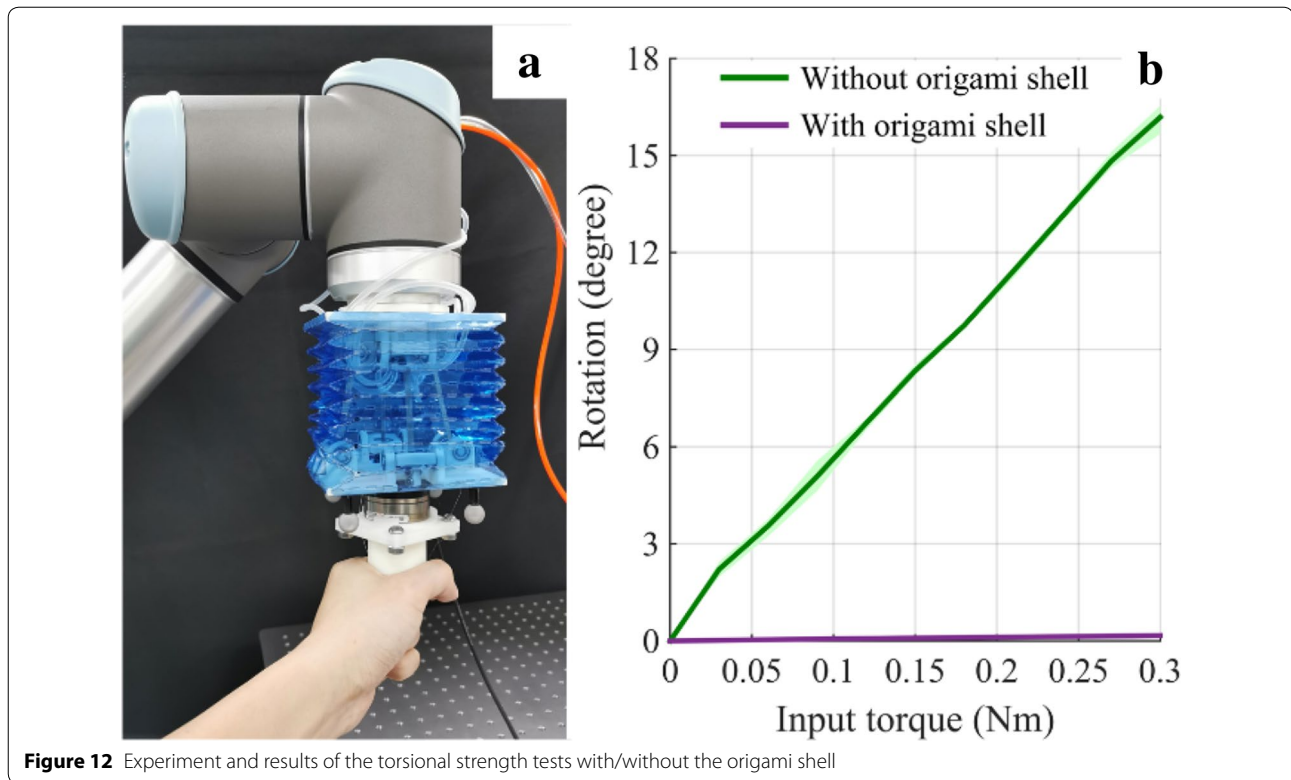 a
b
Without origami shell
With origami shell
18
15
12
9
6
3
0
Rotation (degree)
0 0.05 0.1 0.15 0.2 0.25 0.3
Input torque (Nm)
Figure 12 Experiment and results of the torsional strength tests with/without the origami shell